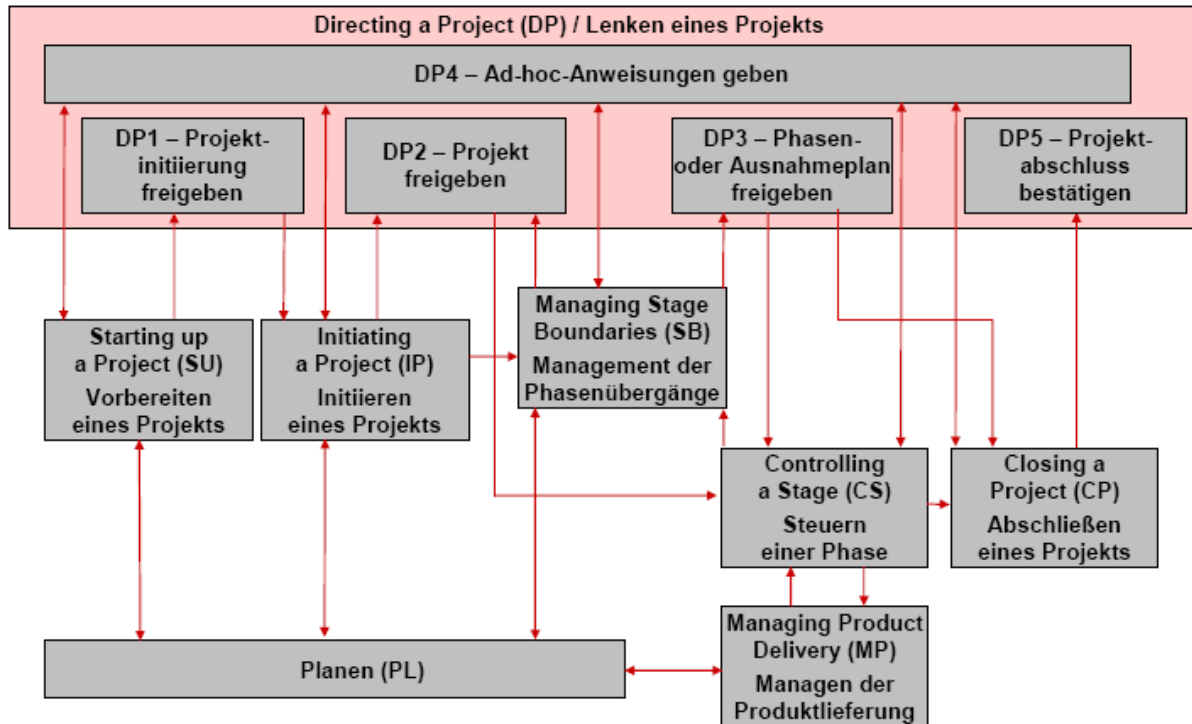 Directing a Project (DP) / Lenken eines Projekts
DP4 – Ad-hoc-Anweisungen geben
DP1 – Projekt-
initiierung
freigeben
DP2 – Projekt
freigeben
DP3 – Phasen-
oder Ausnahmeplan
freigeben
DP5 – Projekt-
abschluss
bestätigen
Starting up
a Project (SU)
Vorbereiten
eines Projekts
Initiating
a Project (IP)
Initiieren
eines Projekts
Managing Stage
Boundaries (SB)
Management der
Phasenübergänge
Controlling
a Stage (CS)
Steuern
einer Phase
Closing a
Project (CP)
Abschließen
eines Projekts
Planen (PL)
Managing Product
Delivery (MP)
Managen der
Produktlieferung